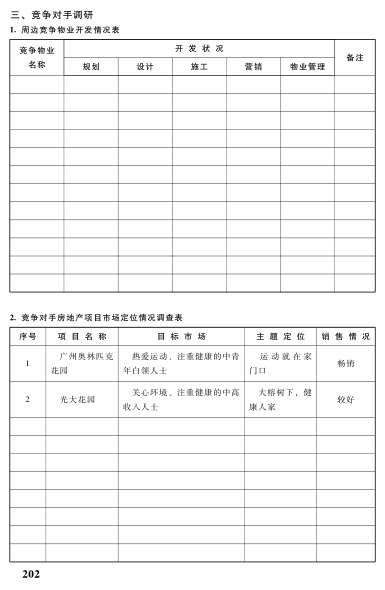 三、竞争对手调研
1. 周边竞争物业开发情况表
竞争物业名称 开发状况 备注
规划 设计 施工 营销 物业管理
2. 竞争对手房地产项目市场定位情况调查表
序号 项目名称 目标市场 主题定位 销售情况
1 广州奥林匹克花园 热爱运动、注重健康的中青年白领人士 运动就在家门口 畅销
2 光大花园 关心环境、注重健康的中高收入人士 大榕树下，健康人家 较好
202